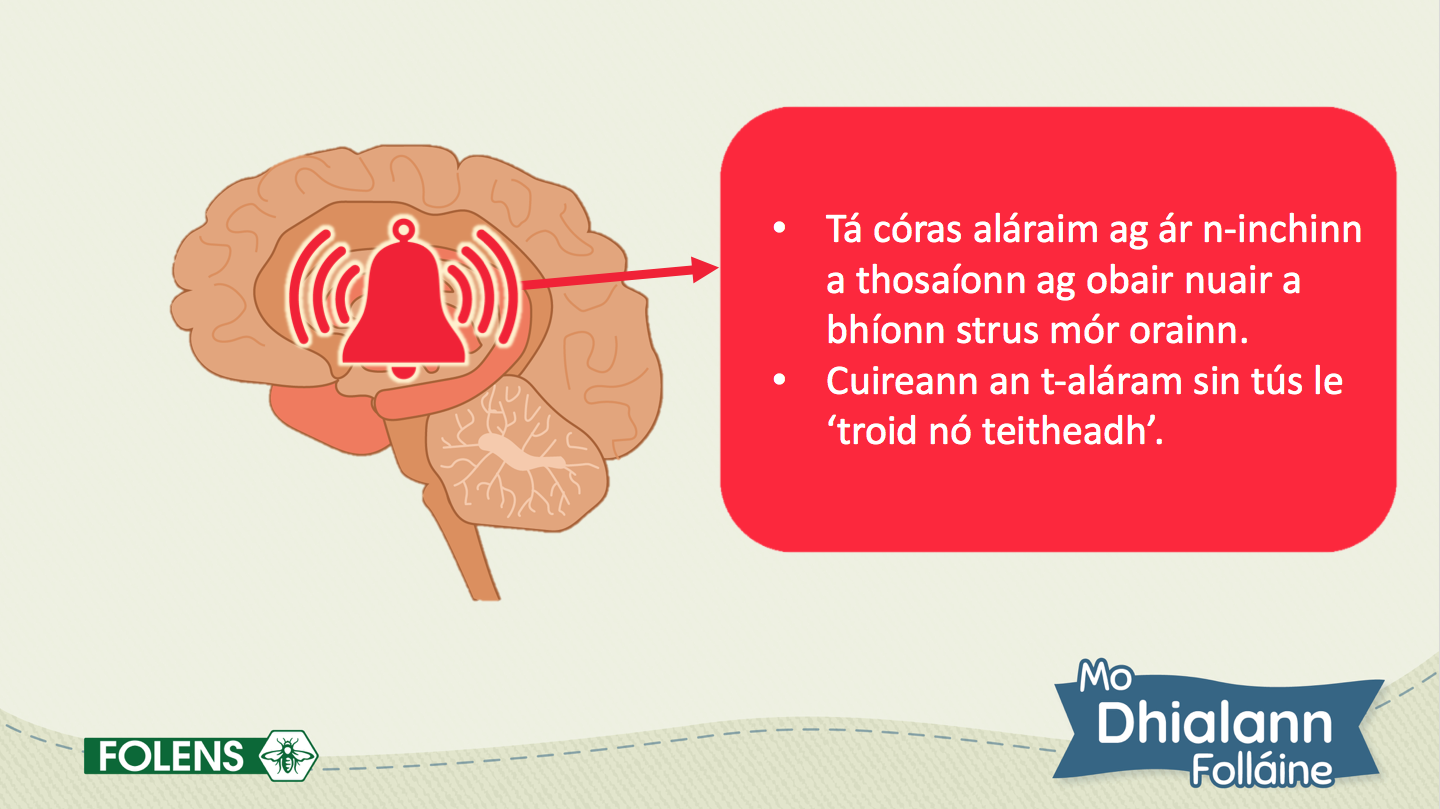 • Tá córas aláraim ag ár n-inchinn
a thosaíonn ag obair nuair a
bhíonn strus mór orainn.
• Cuireann an t-aláram sin tús le
‘troid nó teitheadh’.
FOLENS
Mo
Dhialann
Folláine